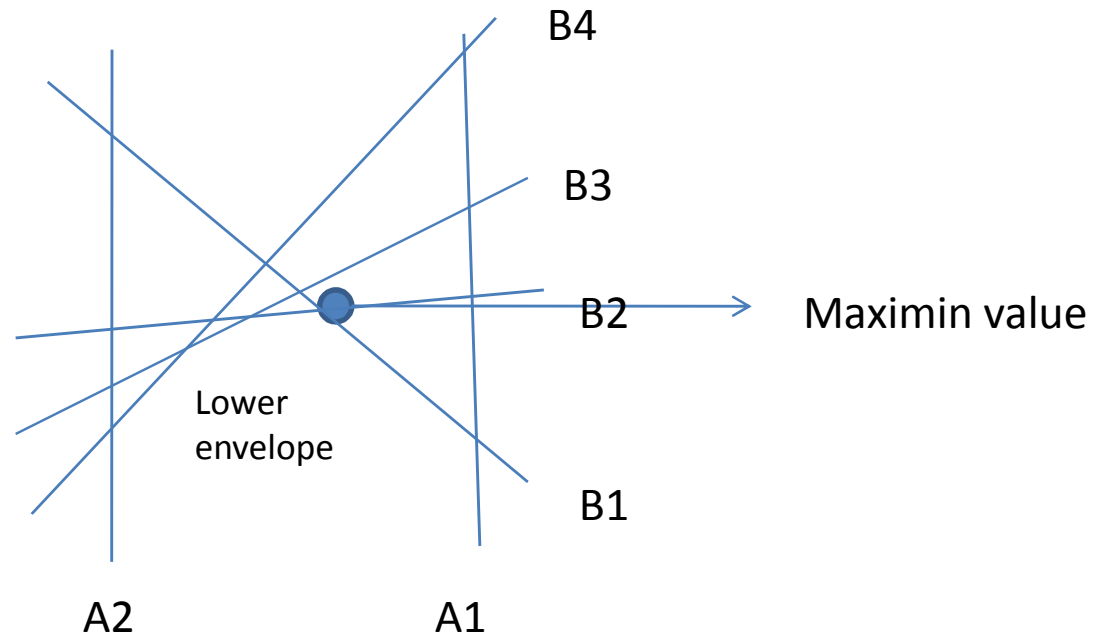 B4
B3
B2
Maximin value
Lower
envelope
B1
A2
A1